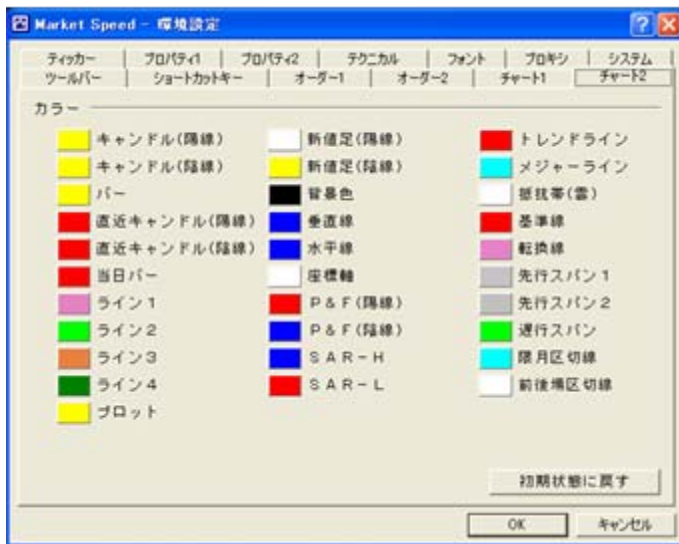 Market Speed - 環境設定
ティッカー プロパティ1 プロパティ2 テクニカル フォント プロキシ システム
ツールバー ショートカットキー オーダー1 オーダー2 チャート1 チャート2
カラー
キャンドル(陽線) 新値足(陽線) トレンドライン
キャンドル(陰線) 新値足(陰線) メジャーライン
バー 背景色 抵抗帯(雲)
直近キャンドル(陽線) 垂直線 基準線
直近キャンドル(陰線) 水平線 転換線
当日バー 座標軸 先行スパン1
ライン1 P&F(陽線) 先行スパン2
ライン2 P&F(陰線) 遅行スパン
ライン3 SAR-H 限月区切線
ライン4 SAR-L 前後場区切線
プロット
初期状態に戻す
OK キャンセル